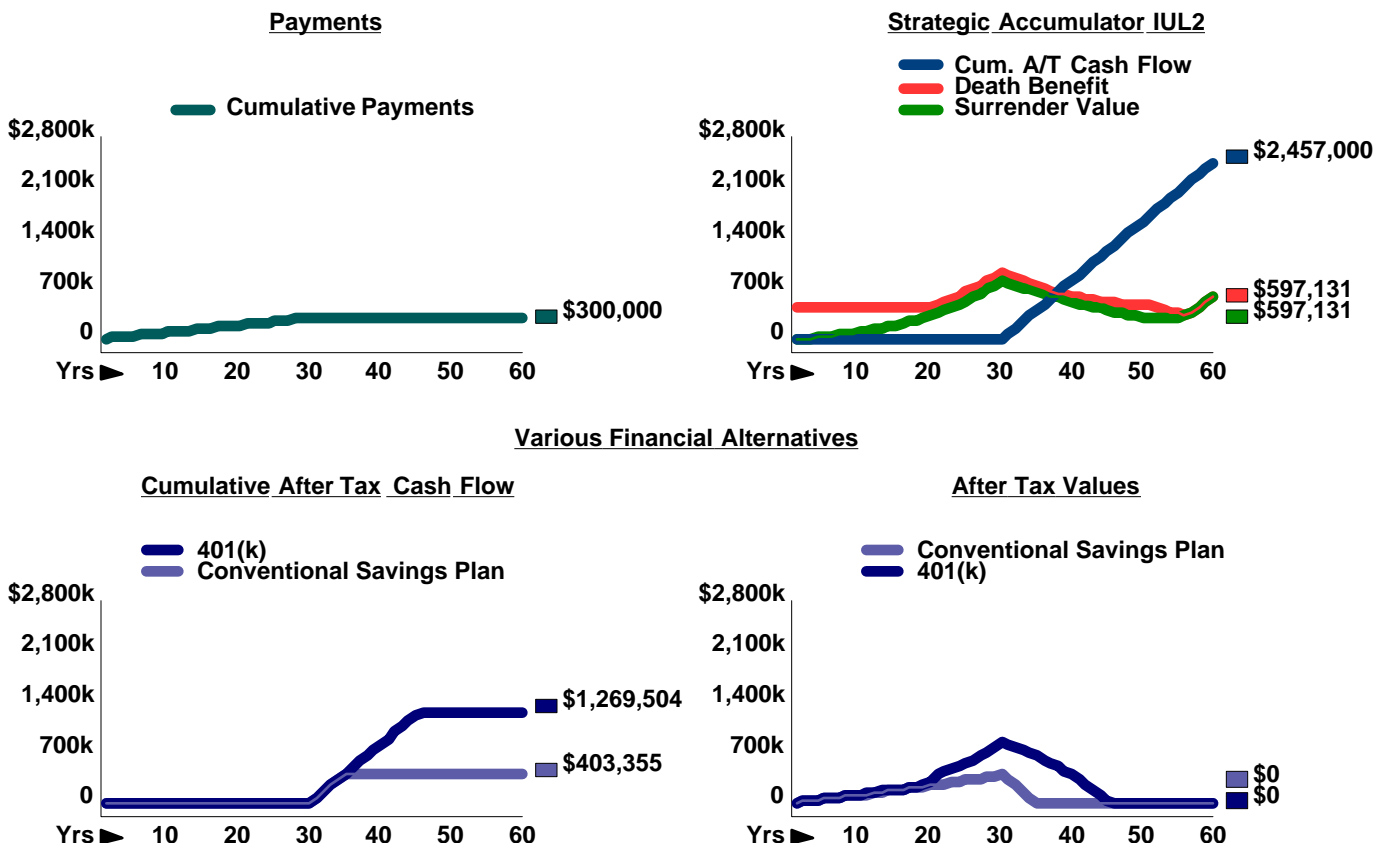 Payments
Cumulative Payments
$2,800k
2,100k
1,400k
700k
0
$300,000
Yrs 10 20 30 40 50 60
Strategic Accumulator IUL2
Cum. A/T Cash Flow
Death Benefit
Surrender Value
$2,800k
2,100k
1,400k
700k
0
$2,457,000
$597,131
$597,131
Yrs 10 20 30 40 50 60
Various Financial Alternatives
Cumulative After Tax Cash Flow
401(k)
Conventional Savings Plan
$2,800k
2,100k
1,400k
700k
0
$1,269,504
$403,355
Yrs 10 20 30 40 50 60
After Tax Values
Conventional Savings Plan
401(k)
$2,800k
2,100k
1,400k
700k
0
$0
$0
Yrs 10 20 30 40 50 60